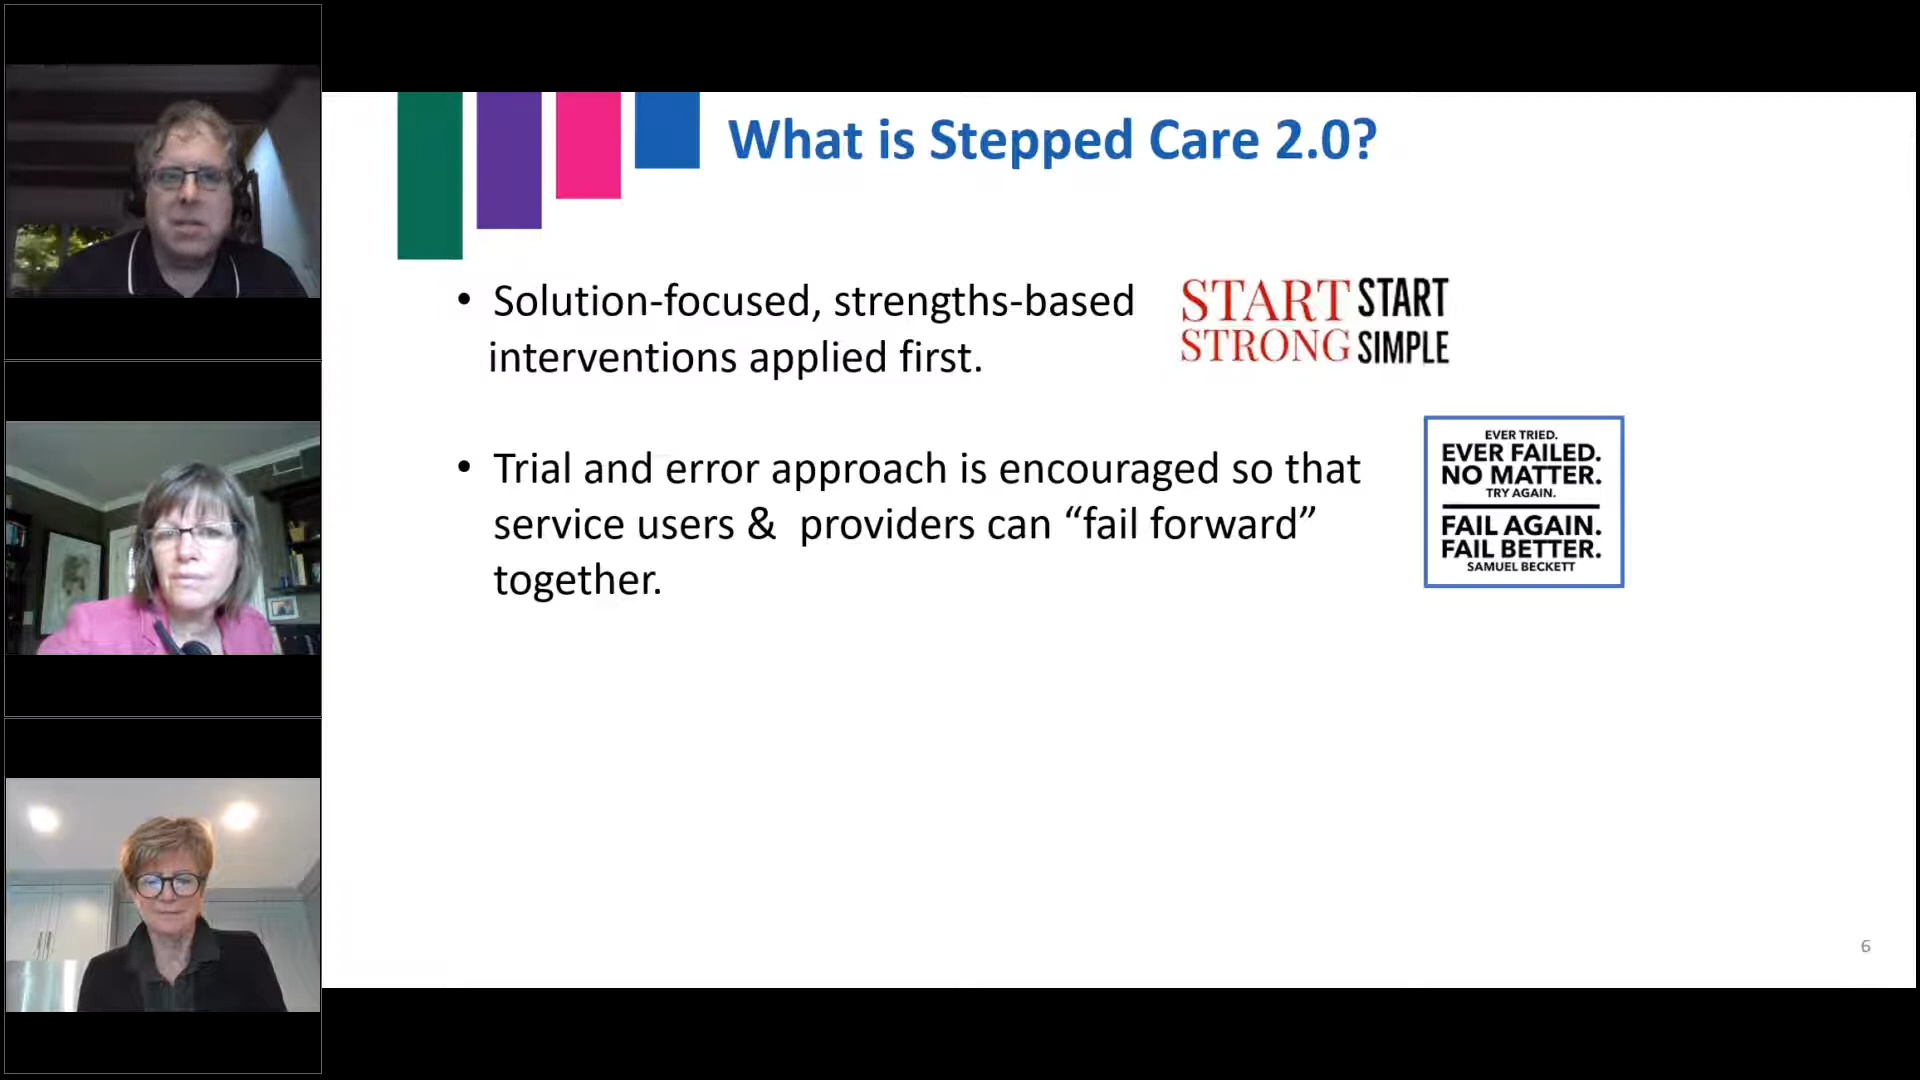 What is Stepped Care 2.0?
• Solution-focused, strengths-based
interventions applied first.
START START
STRONG SIMPLE
• Trial and error approach is encouraged so that
service users &  providers can “fail forward”
together.
EVER TRIED.
EVER FAILED.
NO MATTER.
TRY AGAIN.
FAIL AGAIN.
FAIL BETTER.
SAMUEL BECKETT
6